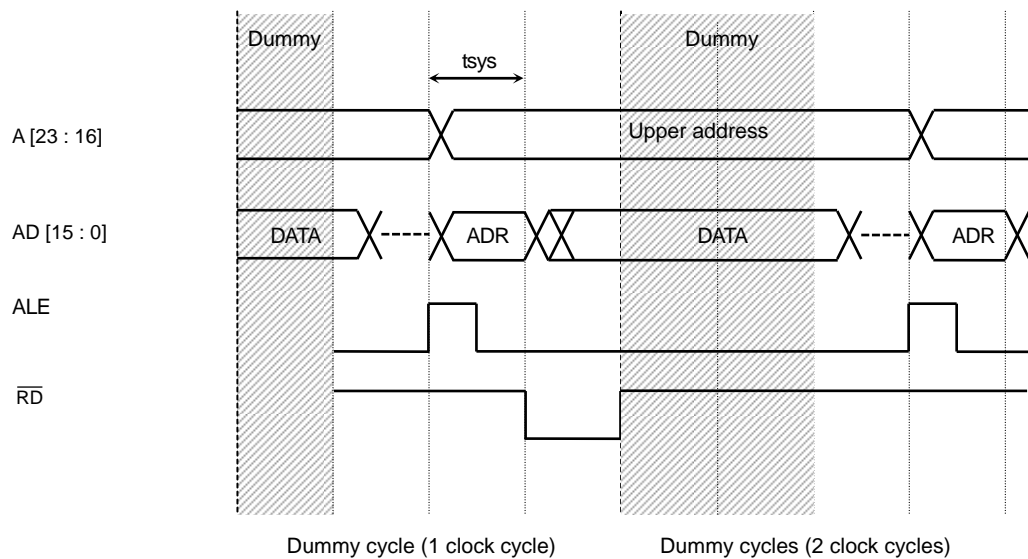 Dummy
Dummy
tsys
A [23 : 16]
Upper address
AD [15 : 0]
DATA
ADR
DATA
ADR
ALE
RD
Dummy cycle (1 clock cycle)
Dummy cycles (2 clock cycles)